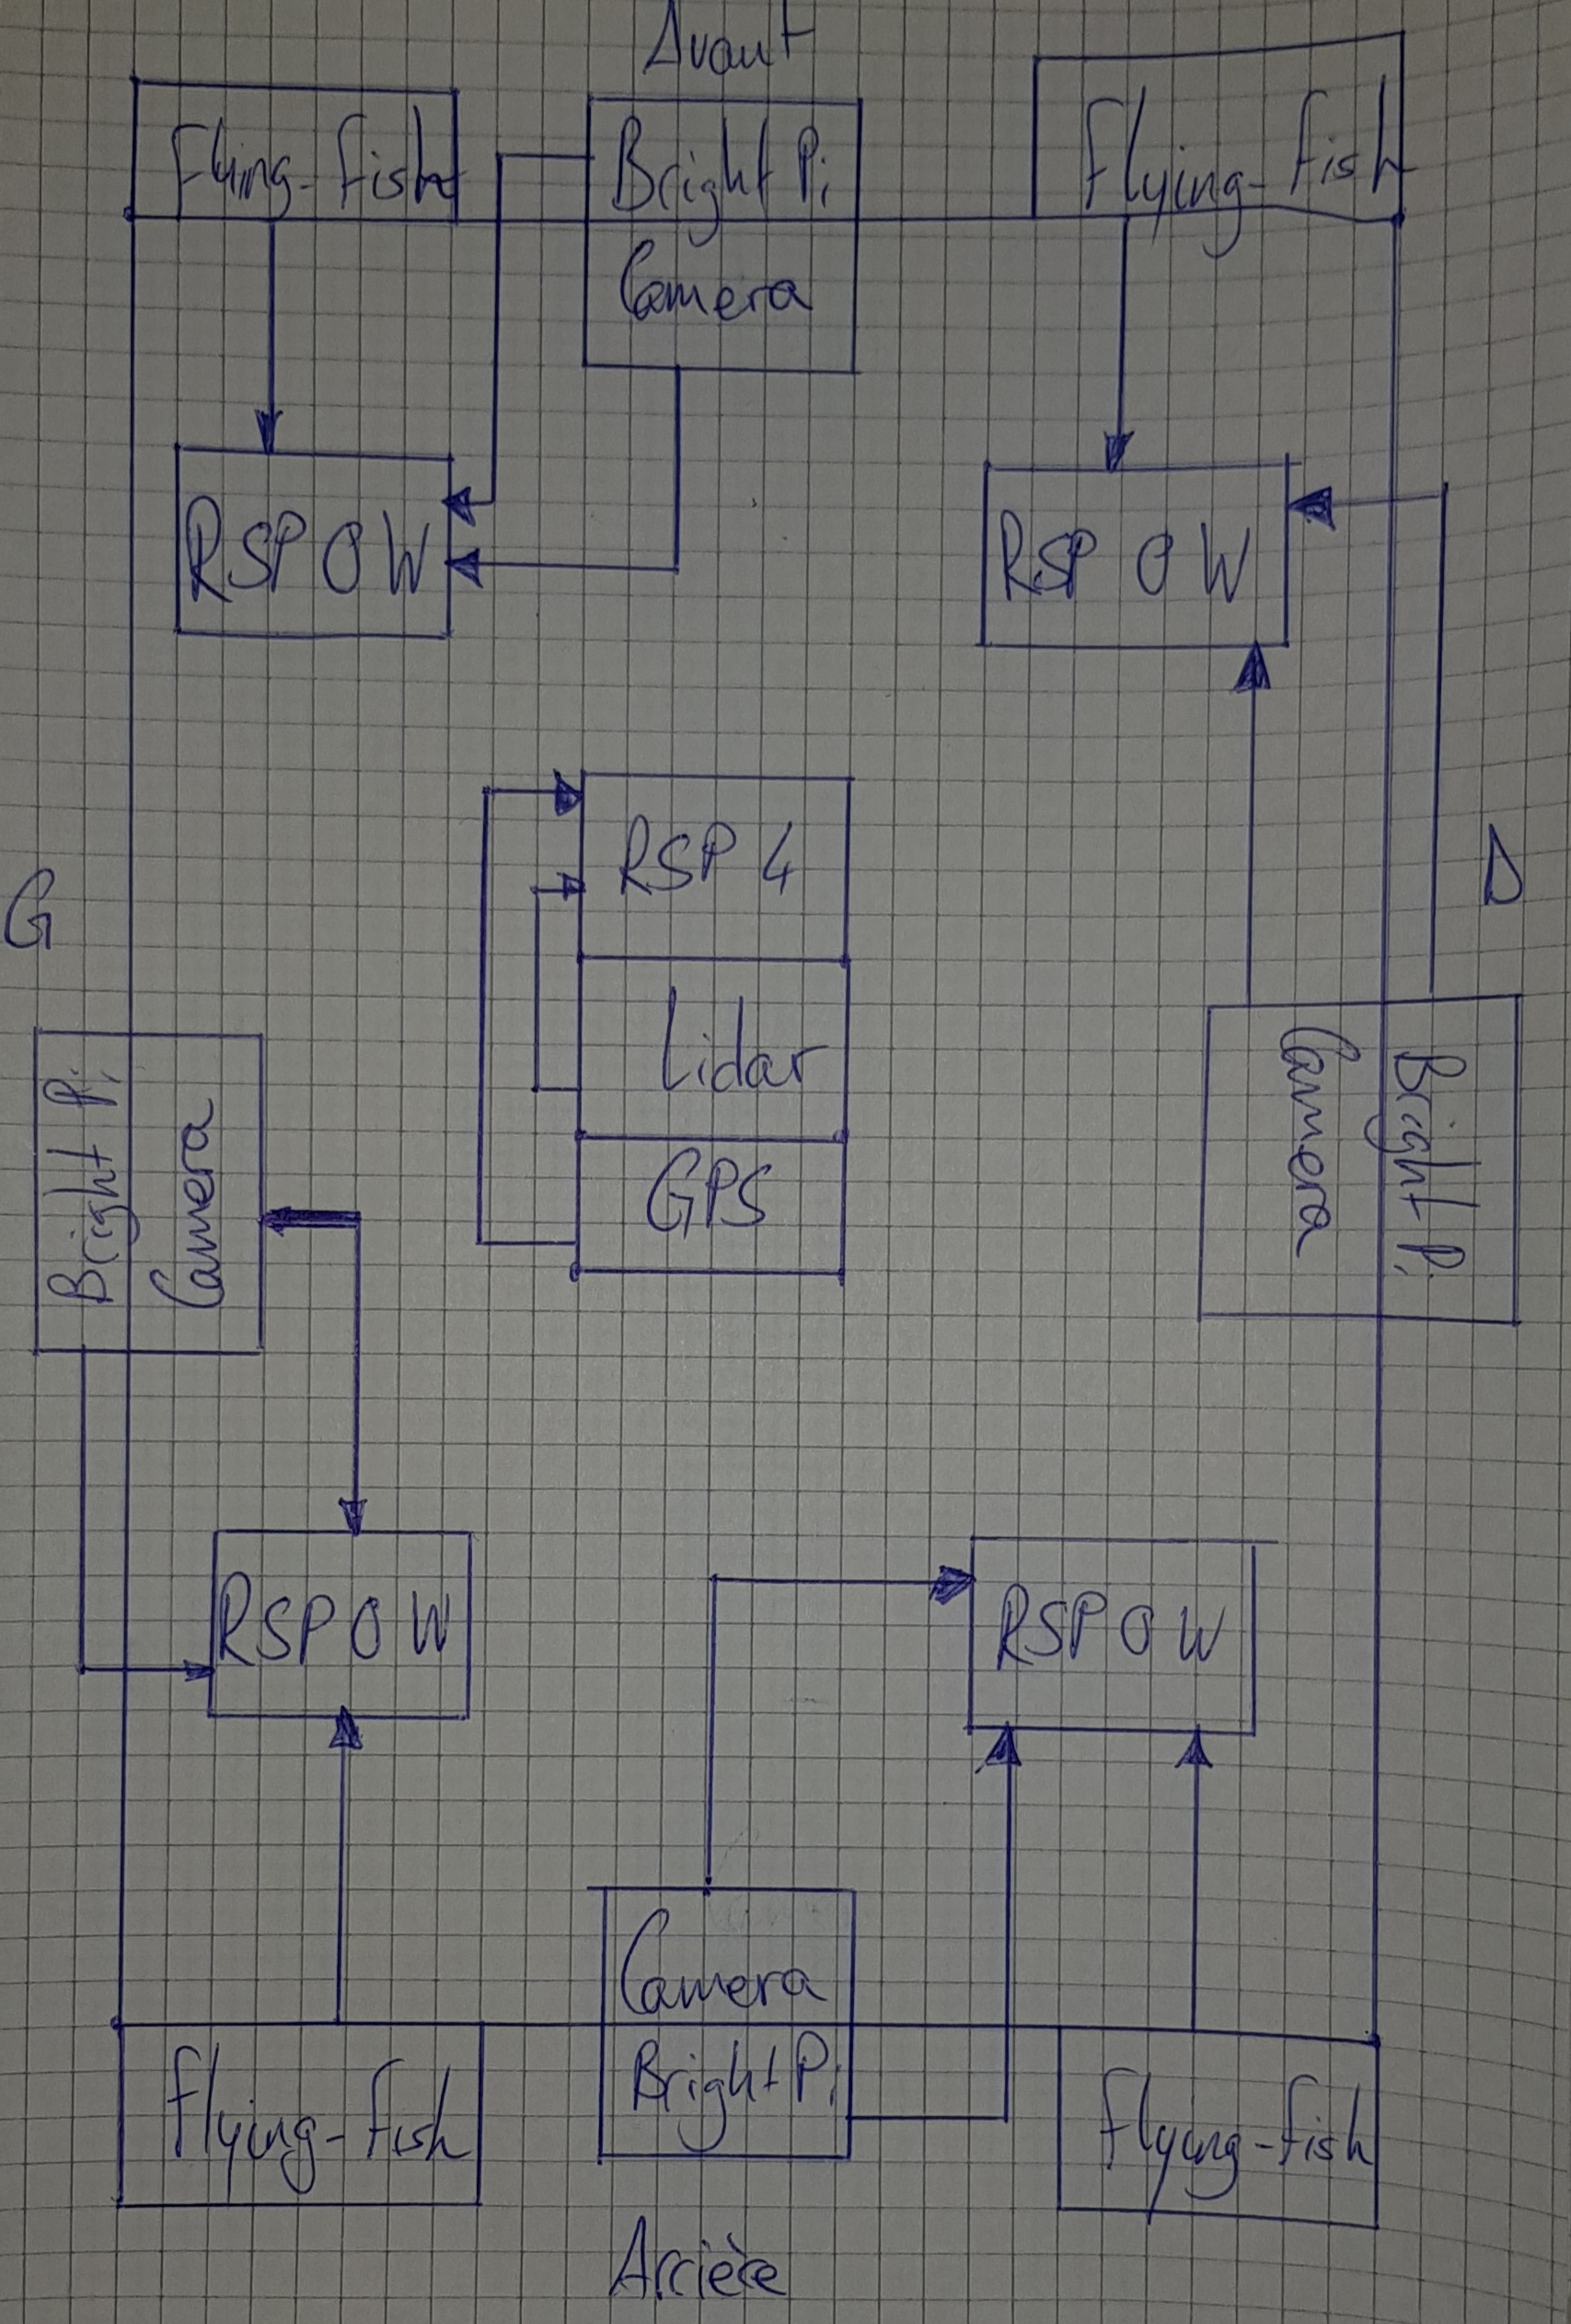 Avant
Flying-fish
Bright Pi
Camera
Flying-fish
RSP 0 W
RSP 0 W
RSP 4
Lidar
GPS
G
D
Bright Pi
Camera
Bright Pi
Camera
RSP 0 W
RSP 0 W
Camera
Bright Pi
Flying-fish
Flying-fish
Arrière